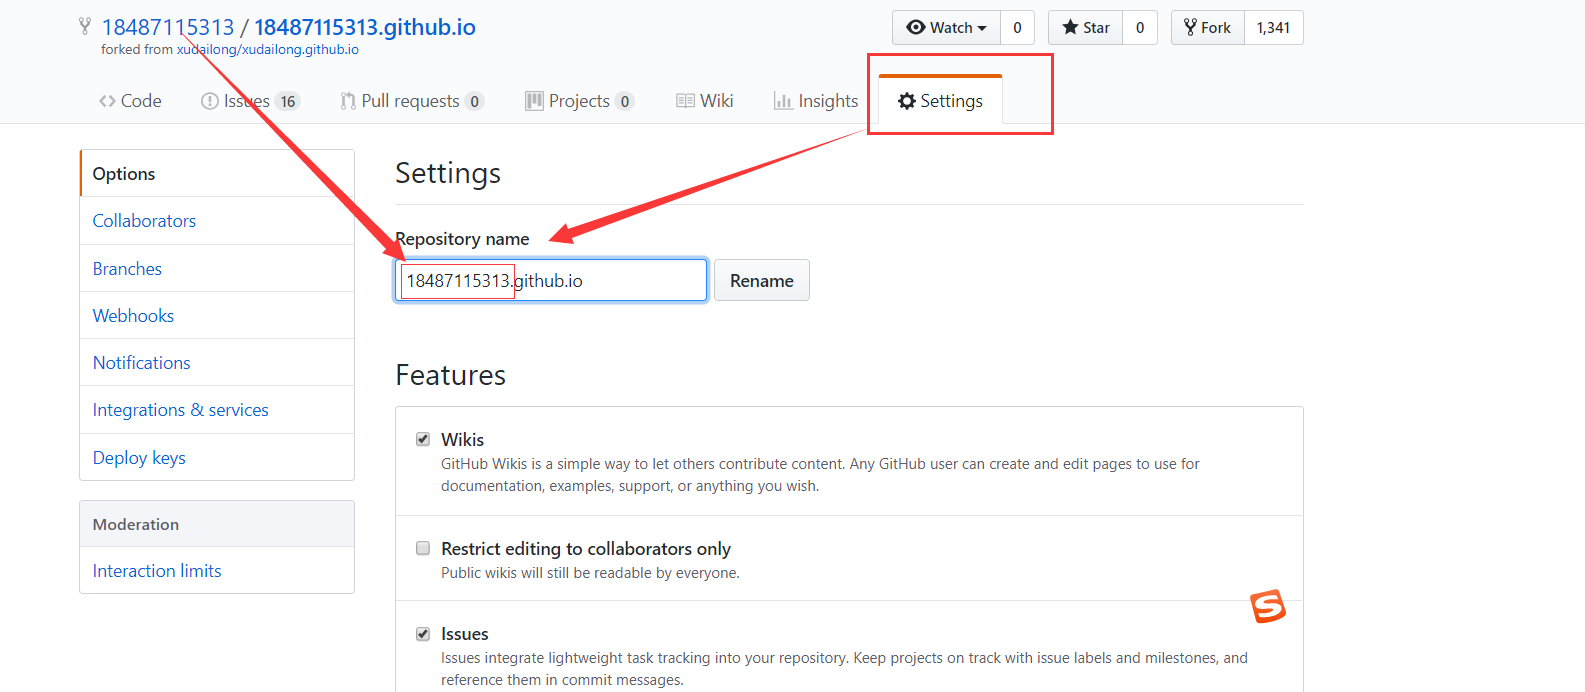 18487115313 / 18487115313.github.io
Watch 0 Star 0 Fork 1,341
forked from xudailong/xudailong.github.io
Code Issues 16 Pull requests 0 Projects 0 Wiki Insights Settings
Options
Collaborators
Branches
Webhooks
Notifications
Integrations & services
Deploy keys
Moderation
Interaction limits
Settings
Repository name
18487115313.github.io Rename
Features
Wikis
GitHub Wikis is a simple way to let others contribute content. Any GitHub user can create and edit pages to use for
documentation, examples, support, or anything you wish.
Restrict editing to collaborators only
Public wikis will still be readable by everyone.
Issues
Issues integrate lightweight task tracking into your repository. Keep projects on track with issue labels and milestones, and
reference them in commit messages.